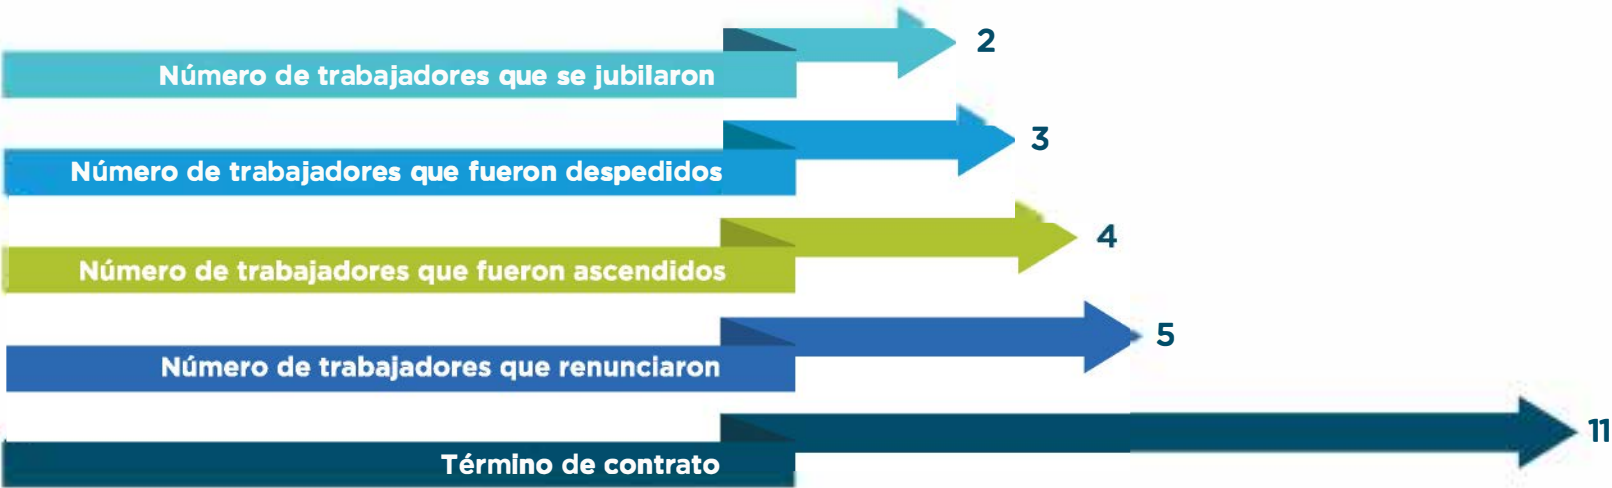 2
Número de trabajadores que se jubilaron
3
Número de trabajadores que fueron despedidos
4
Número de trabajadores que fueron ascendidos
5
Número de trabajadores que renunciaron
11
Término de contrato